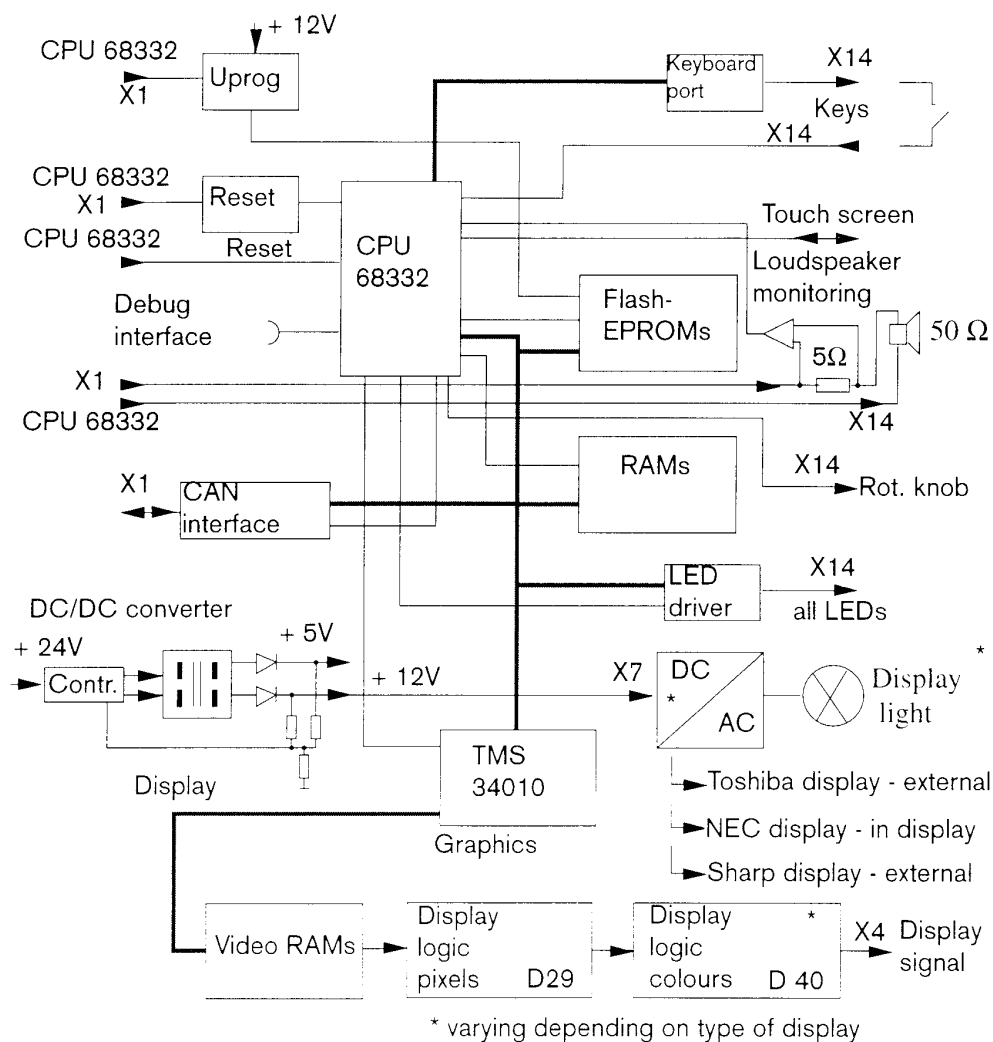 + 12V
CPU 68332
X1
Uprog
Keyboard
port
X14
Keys
X14
CPU 68332
X1
Reset
CPU 68332
Reset
CPU
68332
Touch screen
Loudspeaker
monitoring
Debug
interface
Flash-
EPROMs
5Ω
50 Ω
X1
CPU 68332
X14
RAMs
X14
Rot. knob
X1
CAN
interface
LED
driver
X14
all LEDs
DC/DC converter
+ 24V
Contr.
+ 5V
+ 12V
X7
DC
*
AC
*
Display
light
TMS
34010
Display
Graphics
Toshiba display - external
NEC display - in display
Sharp display - external
Video RAMs
Display
logic
pixels D29
Display *
logic
colours D 40
X4
Display
signal
* varying depending on type of display